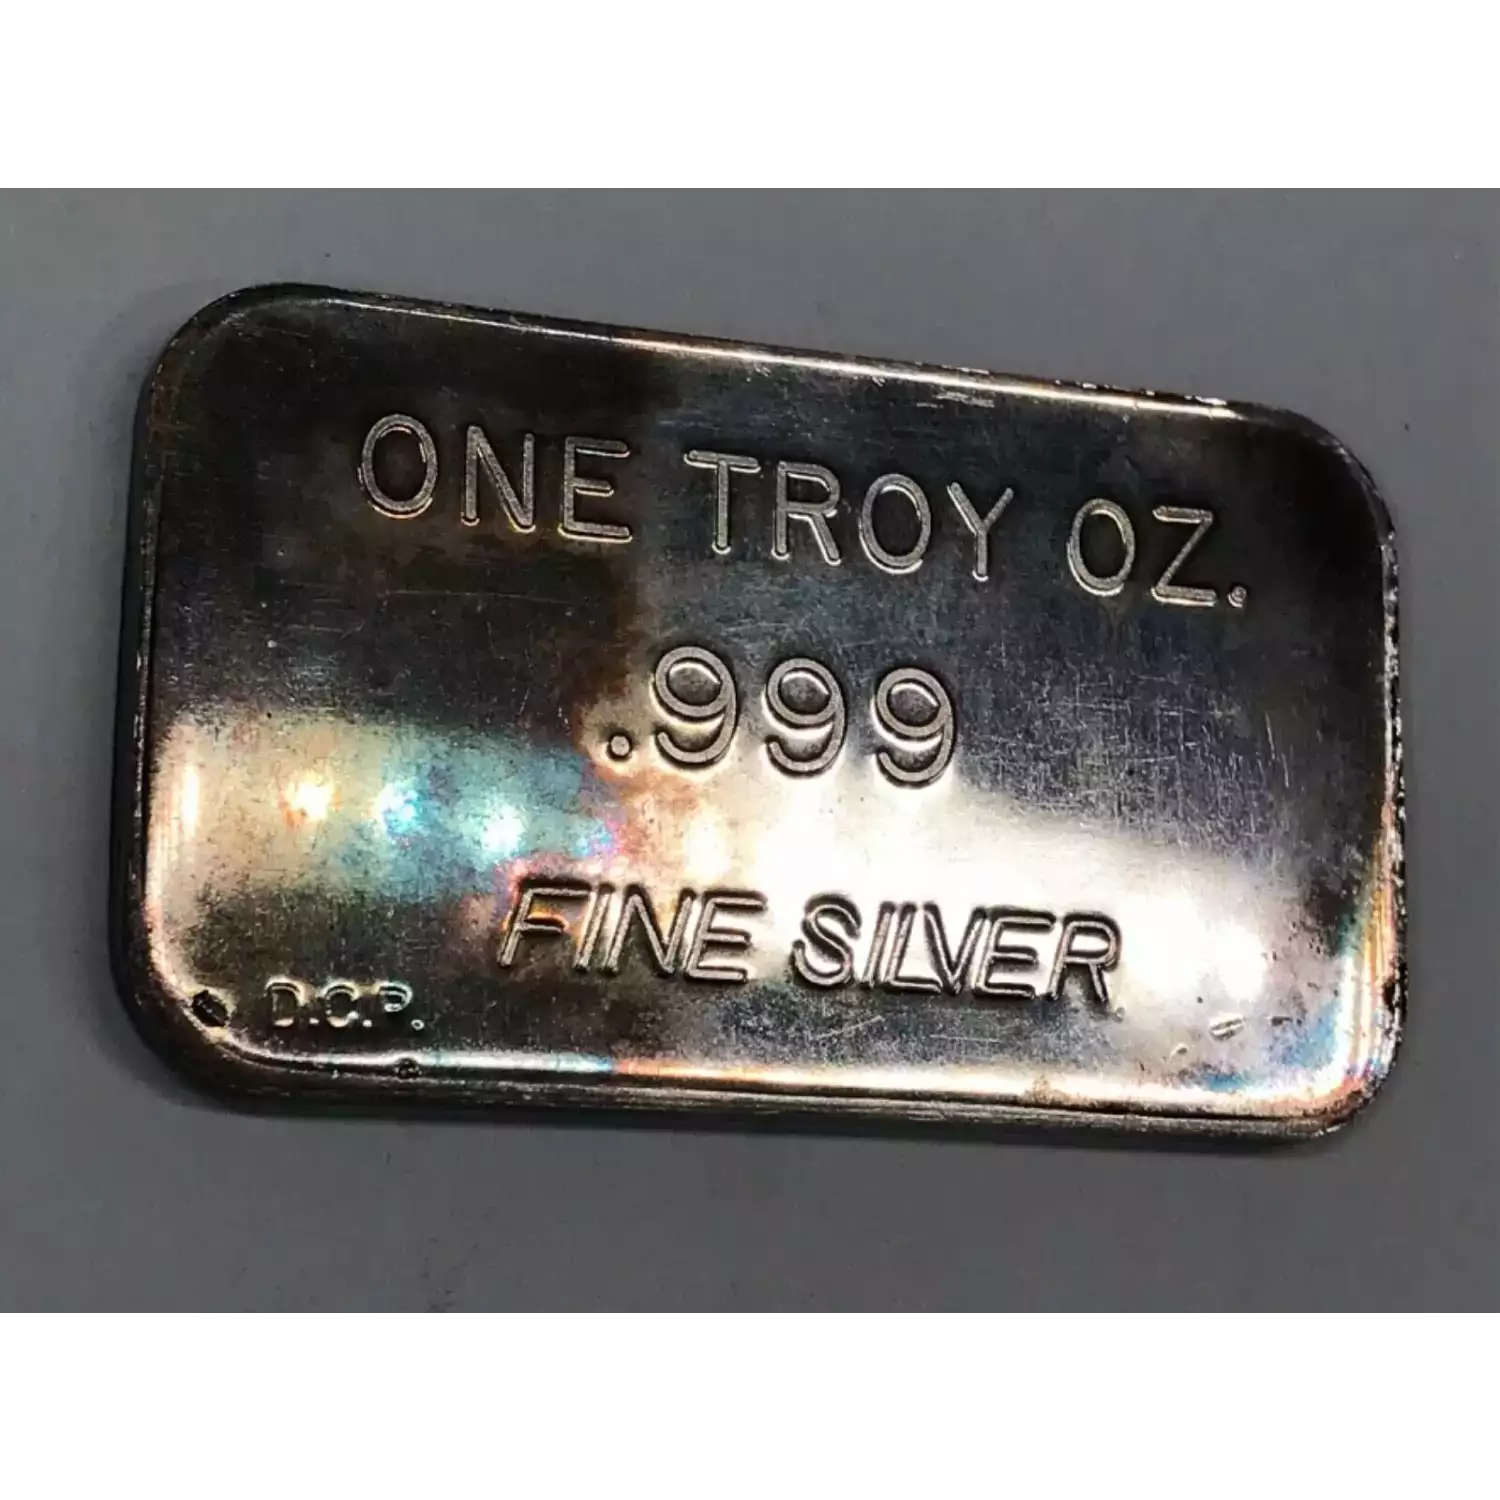 ONE TROY OZ.
.999
FINE SILVER
D.C.P.